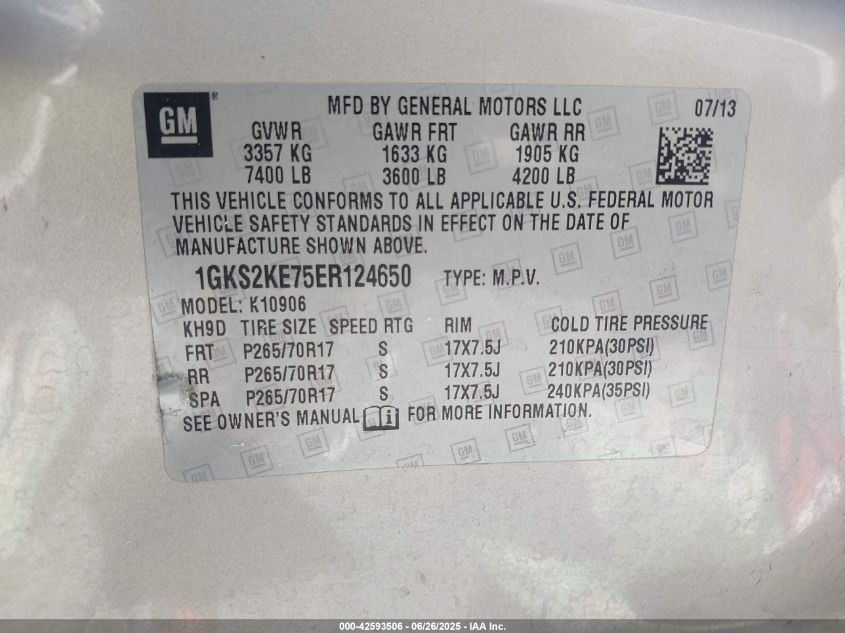 GM ® MFD BY GENERAL MOTORS LLC 07/13
GVWR GAWR FRT GAWR RR
3357 KG 1633 KG 1905 KG
7400 LB 3600 LB 4200 LB
THIS VEHICLE CONFORMS TO ALL APPLICABLE U.S. FEDERAL MOTOR
VEHICLE SAFETY STANDARDS IN EFFECT ON THE DATE OF
MANUFACTURE SHOWN ABOVE.
1GKS2KE75ER124650 TYPE: M.P.V.
MODEL: K10906
KH9D TIRE SIZE SPEED RTG RIM COLD TIRE PRESSURE
FRT P265/70R17 S 17X7.5J 210KPA(30PSI)
RR P265/70R17 S 17X7.5J 210KPA(30PSI)
SPA P265/70R17 S 17X7.5J 240KPA(35PSI)
SEE OWNER'S MANUAL i FOR MORE INFORMATION.
000-42593506 - 06/26/2025 - IAA Inc.